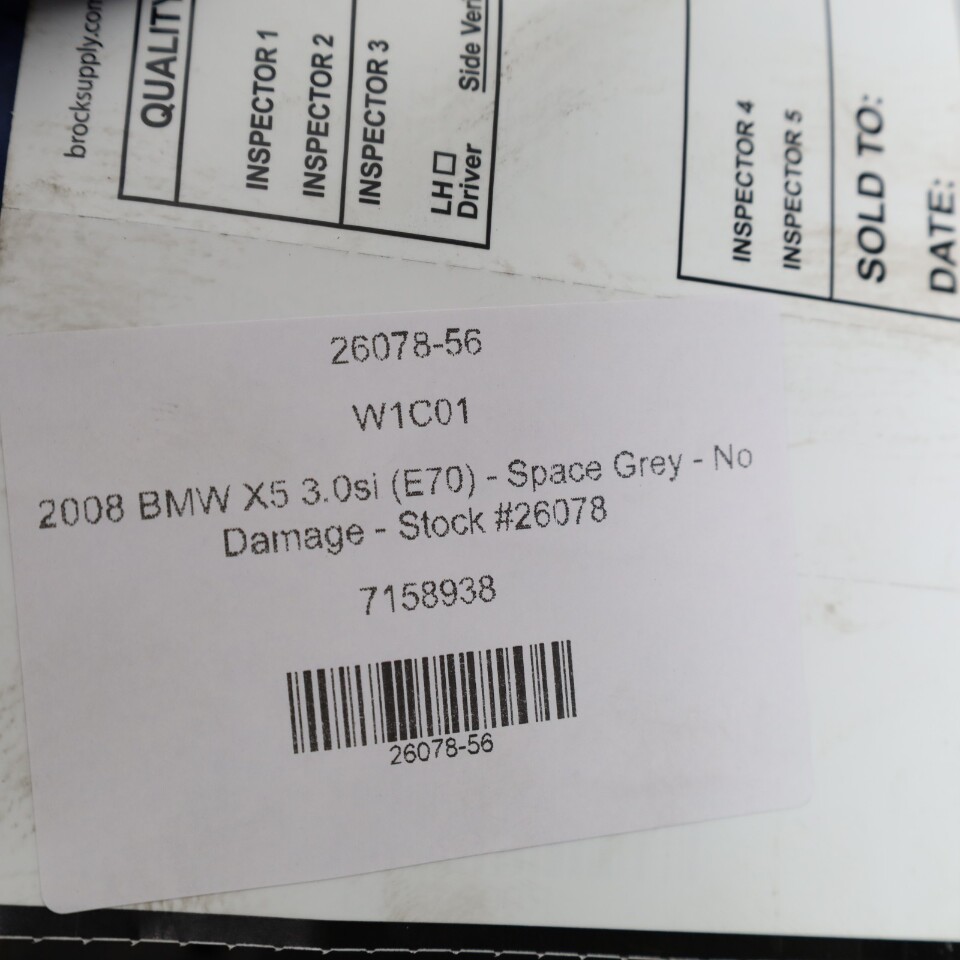 brocksupply.com
QUALITY
INSPECTOR 1
INSPECTOR 2
INSPECTOR 3
LH
Driver
Side
INSPECTOR 4
INSPECTOR 5
SOLD TO:
DATE:
26078-56
W1C01
2008 BMW X5 3.0si (E70) - Space Grey - No
Damage - Stock #26078
7158938
26078-56